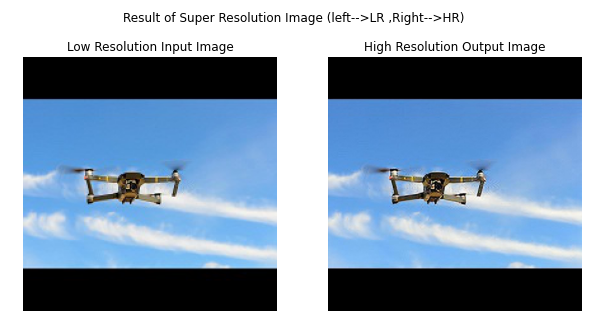 Result of Super Resolution Image (left-->LR ,Right-->HR)
Low Resolution Input Image
High Resolution Output Image